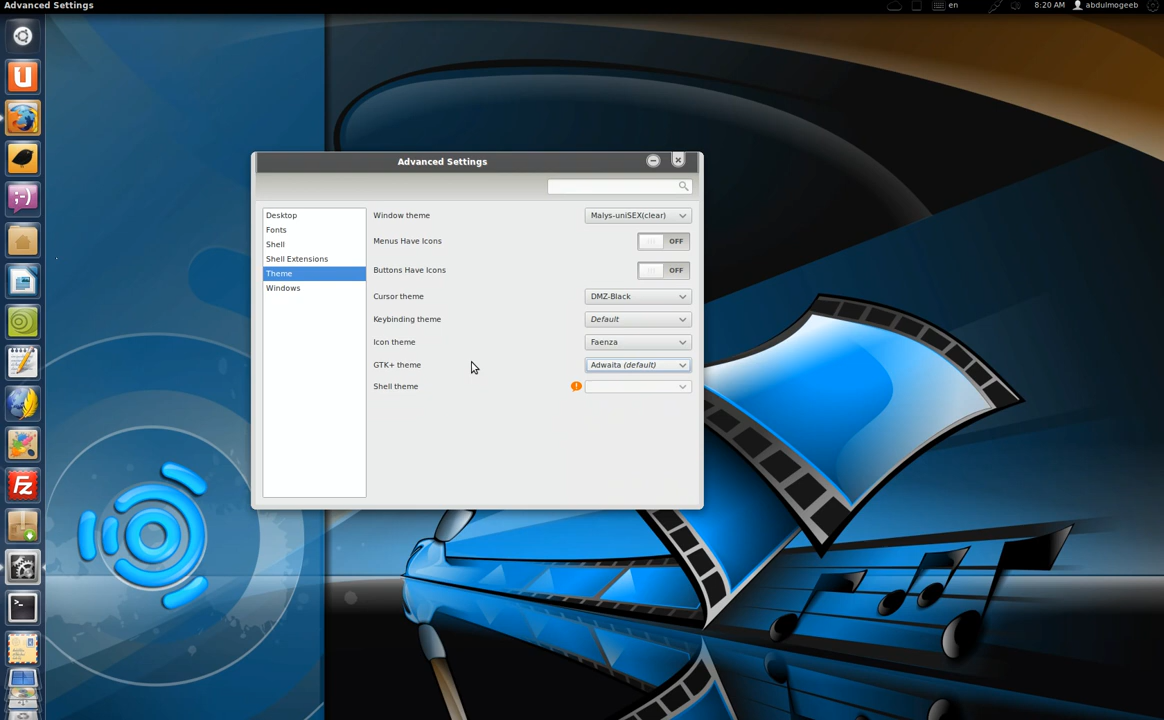 Advanced Settings
en
8:20 AM
abdulmogeeb
Advanced Settings
Desktop
Fonts
Shell
Shell Extensions
Theme
Windows
Window theme
Malys-uniSEX(clear)
Menus Have Icons
OFF
Buttons Have Icons
OFF
Cursor theme
DMZ-Black
Keybinding theme
Default
Icon theme
Faenza
GTK+ theme
Adwaita (default)
Shell theme
!
U
;-)
Fz
>_